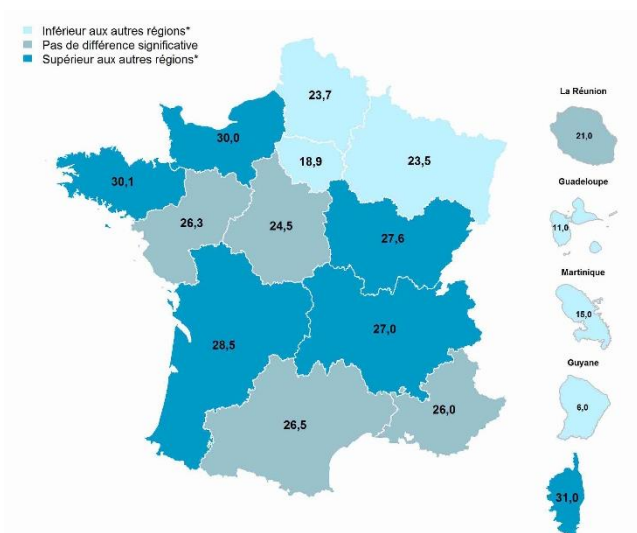 Inférieur aux autres régions*
Pas de différence significative
Supérieur aux autres régions*
23,7
30,0
18,9
23,5
30,1
26,3
24,5
27,6
28,5
27,0
26,5
26,0
La Réunion
21,0
Guadeloupe
11,0
Martinique
15,0
Guyane
6,0
31,0